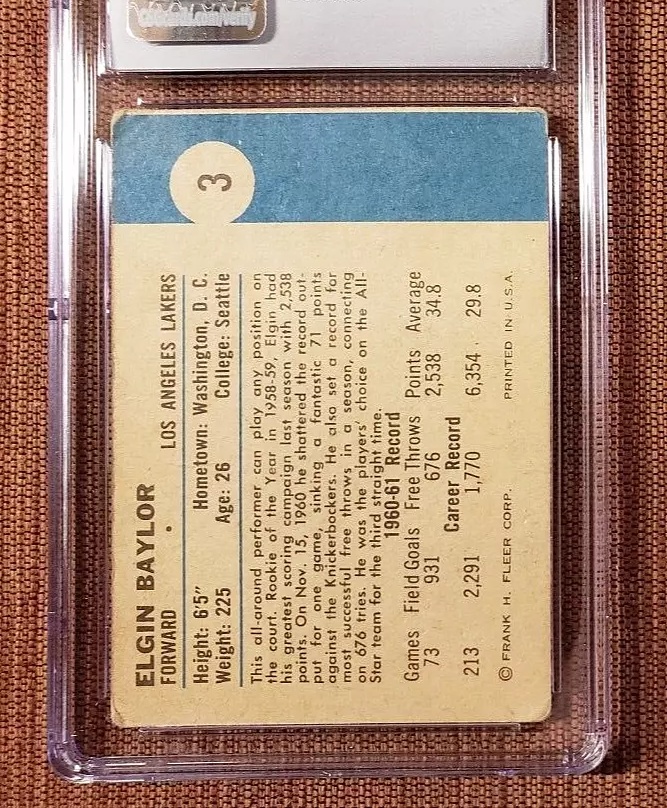 3
ELGIN BAYLOR
FORWARD • LOS ANGELES LAKERS
Height: 6'5" Hometown: Washington, D. C.
Weight: 225 Age: 26 College: Seattle
This all-around performer can play any position on
the court. Rookie of the Year in 1958-59, Elgin had
his greatest scoring campaign last season with 2,538
points. On Nov. 15, 1960 he shattered the record out-
put for one game, sinking a fantastic 71 points
against the Knickerbockers. He also set a record for
most successful free throws in a season, connecting
on 676 tries. He was the players' choice on the All-
Star team for the third straight time.
1960-61 Record
Games Field Goals Free Throws Points Average
73 931 676 2,538 34.8
Career Record
213 2,291 1,770 6,354 29.8
© FRANK H. FLEER CORP. PRINTED IN U.S.A.